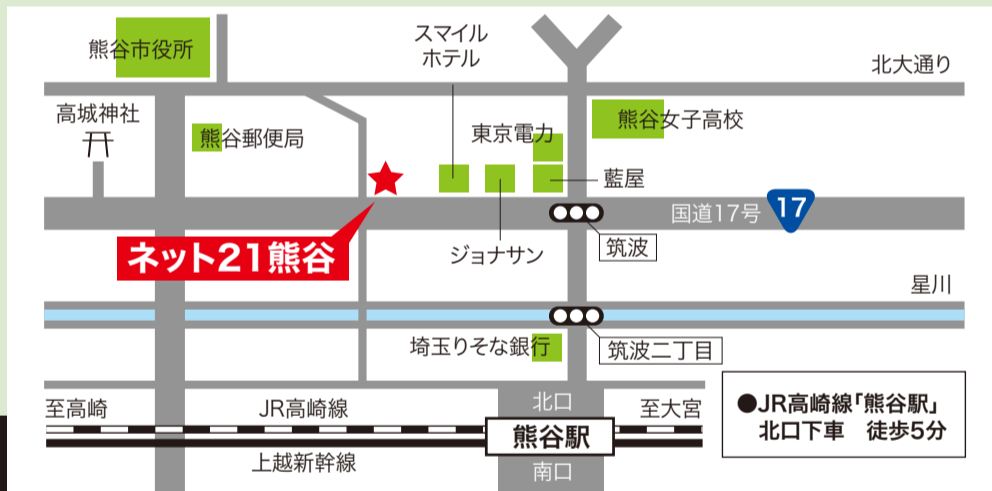 熊谷市役所
スマイル
ホテル
北大通り
高城神社
熊谷郵便局
東京電力
熊谷女子高校
藍屋
国道17号
17
ネット21熊谷
ジョナサン
筑波
星川
埼玉りそな銀行
筑波二丁目
至高崎
JR高崎線
北口
至大宮
熊谷駅
上越新幹線
南口
●JR高崎線「熊谷駅」
北口下車 徒歩5分